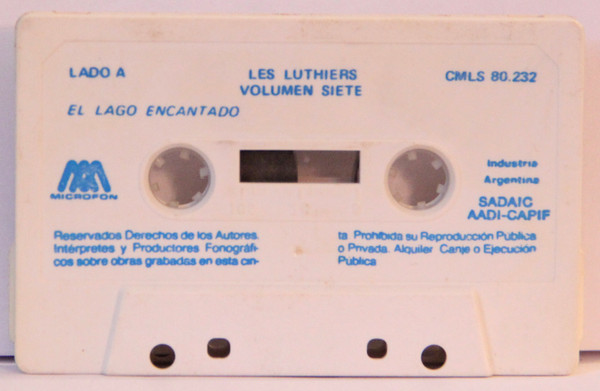 LADO A
LES LUTHIERS
VOLUMEN SIETE
CMLS 80.232
EL LAGO ENCANTADO
MICROFON
Industria
Argentina
SADAIC
AADI-CAPIF
Reservados Derechos de los Autores.
Intérpretes y Productores Fonográfi-
cos sobre obras grabadas en esta cin-
ta Prohibida su Reproducción Pública
o Privada. Alquiler Canje o Ejecución
Pública